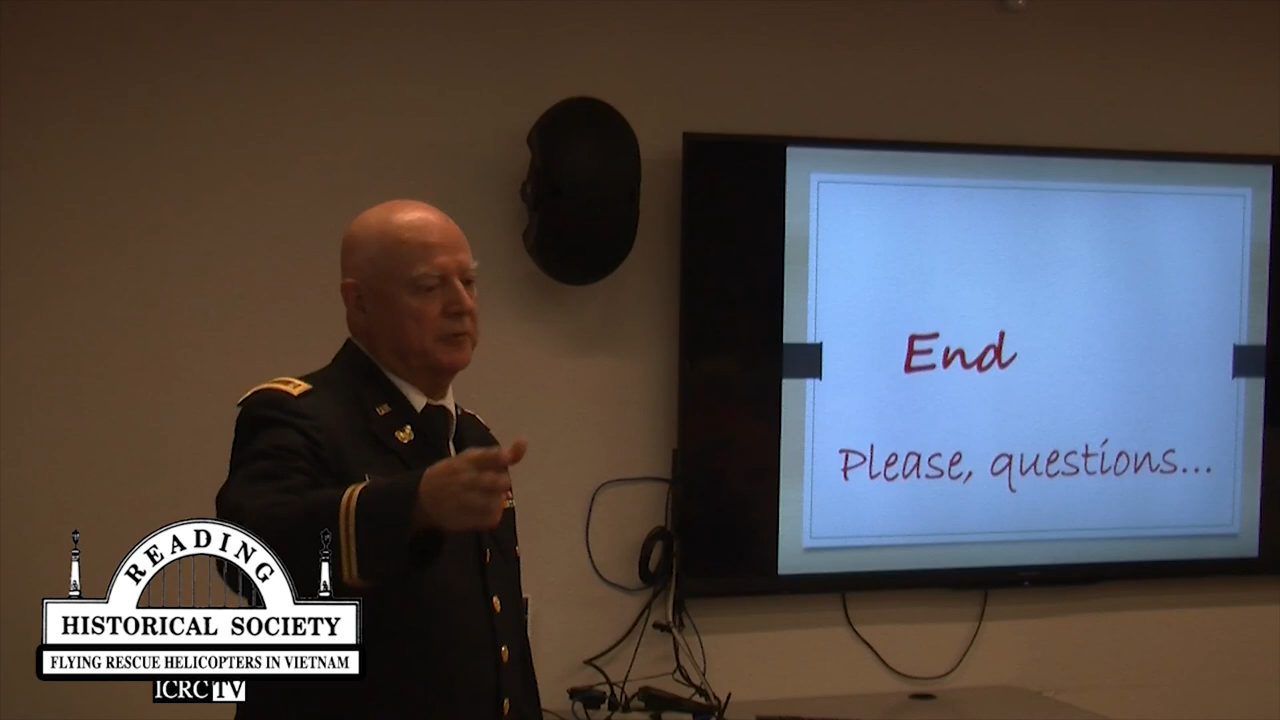 End
Please, questions...
READING
HISTORICAL SOCIETY
FLYING RESCUE HELICOPTERS IN VIETNAM
ICRCTV